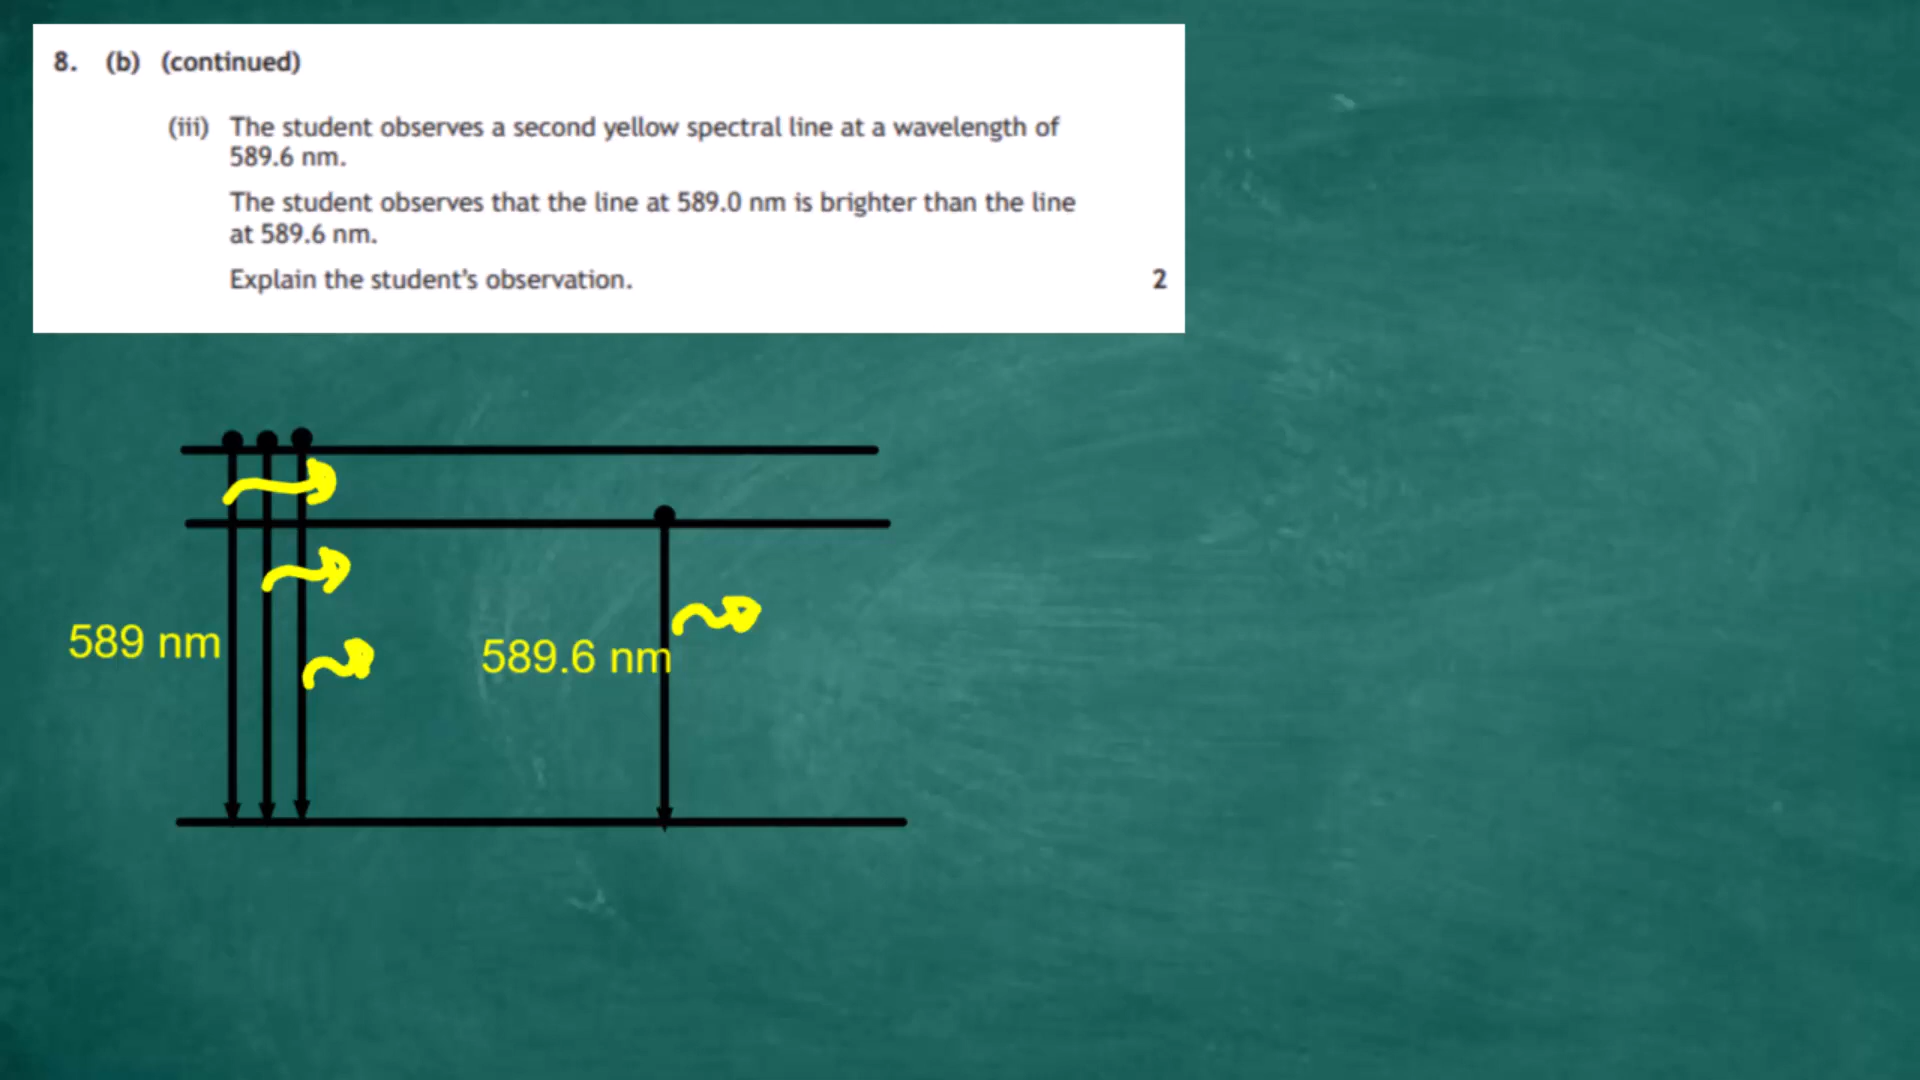 8. (b) (continued)
(iii) The student observes a second yellow spectral line at a wavelength of
589.6 nm.
The student observes that the line at 589.0 nm is brighter than the line
at 589.6 nm.
Explain the student's observation. 2
589 nm
589.6 nm